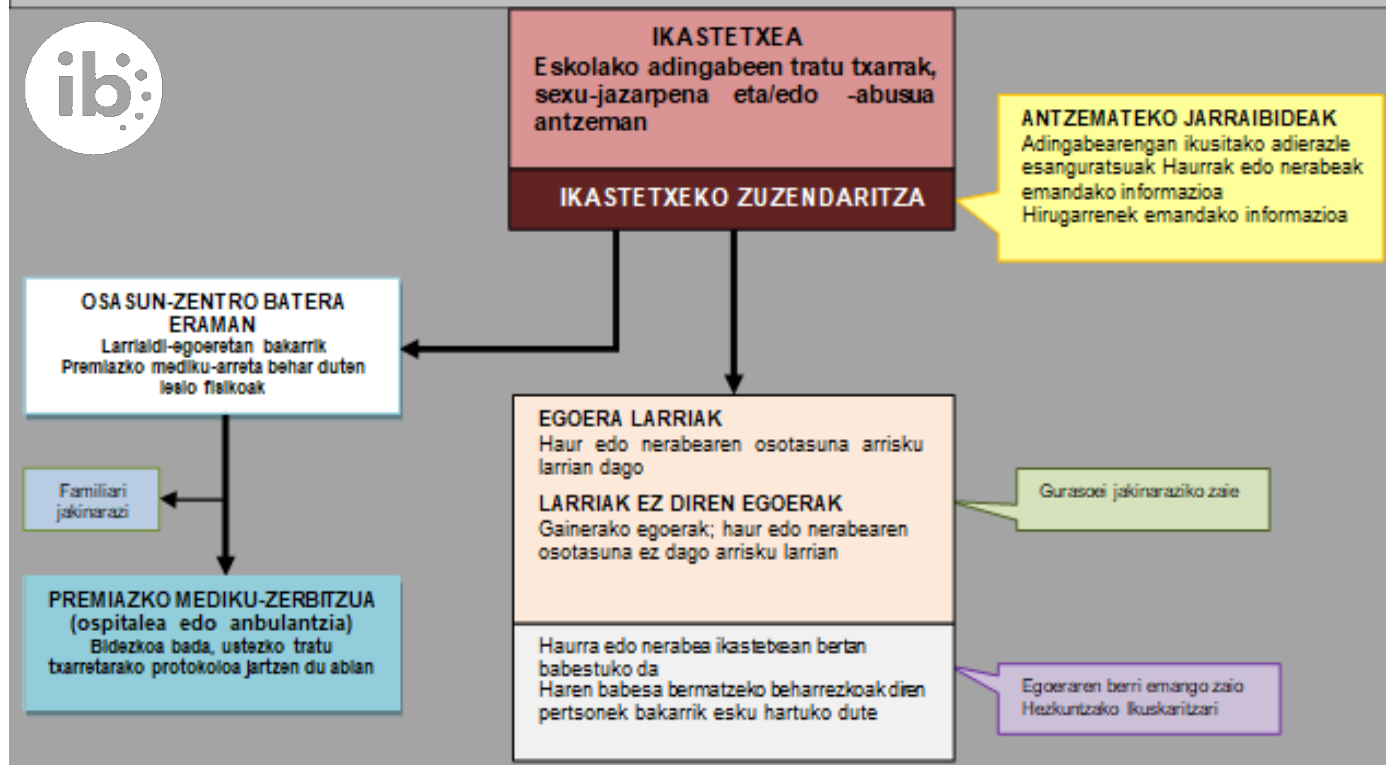 ib
IKASTETXEA
Eskolako adingabeen tratu txarrak,
sexu-jazarpena eta/edo -abusua
antzeman
IKASTETXEKO ZUZENDARITZA
ANTZEMATEKO JARRAIBIDEAK
Adingabearengan ikusitako adierazle
esanguratsuak Haurrak edo nerabeak
emandako informazioa
Hirugarrenek emandako informazioa
OSASUN-ZENTRO BATERA
ERAMAN
Larrialdi-egoeretan bakarrik
Premiazko mediku-arreta behar duten
lesio fisikoak
Familiari
jakinarazi
PREMIAZKO MEDIKU-ZERBITZUA
(ospitalea edo anbulantzia)
Bidezkoa bada, ustezko tratu
txarretarako protokoloa jartzen du abian
EGOERA LARRIAK
Haur edo nerabearen osotasuna arrisku
larrian dago
LARRIAK EZ DIREN EGOERAK
Gainerako egoerak; haur edo nerabearen
osotasuna ez dago arrisku larrian
Gurasoei jakinaraziko zaie
Haurra edo nerabea ikastetxean bertan
babestuko da
Haren babesa bermatzeko beharrezkoak diren
pertsonek bakarrik esku hartuko dute
Egoeraren berri emango zaio
Hezkuntzako Ikuskaritzari